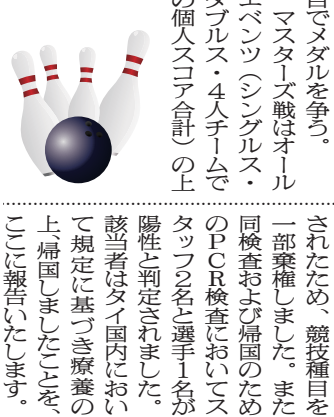 目でメダルを争う。
マスターズ戦はオール
エベンツ（シングルス・
ダブルス・4人チームで
の個人スコア合計）の上
されたため、競技種目を
一部棄権しました。また
同検査および帰国のため
のPCR検査においてス
タッフ2名と選手1名が
陽性と判定されました。
該当者はタイ国内におい
て規定に基づき療養の
上、帰国しましたことを、
ここに報告いたします。